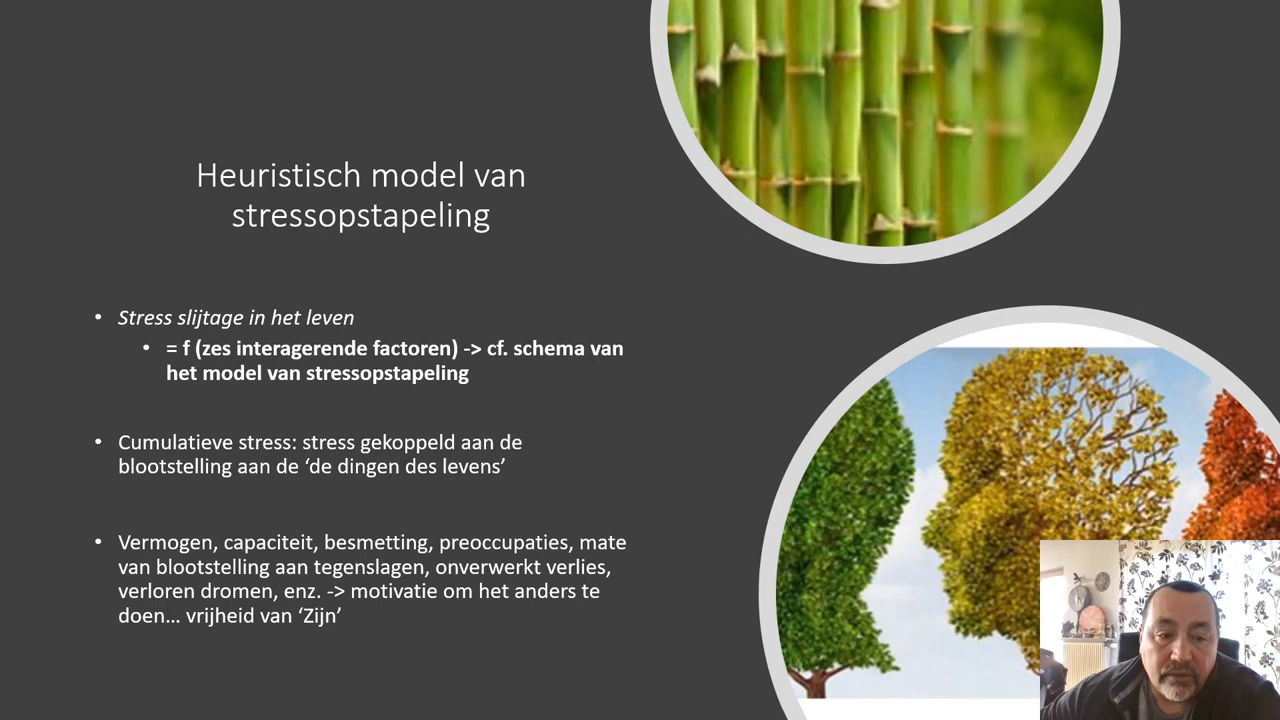 Heuristisch model van
stressopstapeling
• Stress slijtage in het leven
• = f (zes interagerende factoren) -> cf. schema van
het model van stressopstapeling
• Cumulatieve stress: stress gekoppeld aan de
blootstelling aan de ‘de dingen des levens’
• Vermogen, capaciteit, besmetting, preoccupaties, mate
van blootstelling aan tegenslagen, onverwerkt verlies,
verloren dromen, enz. -> motivatie om het anders te
doen… vrijheid van ‘Zijn’